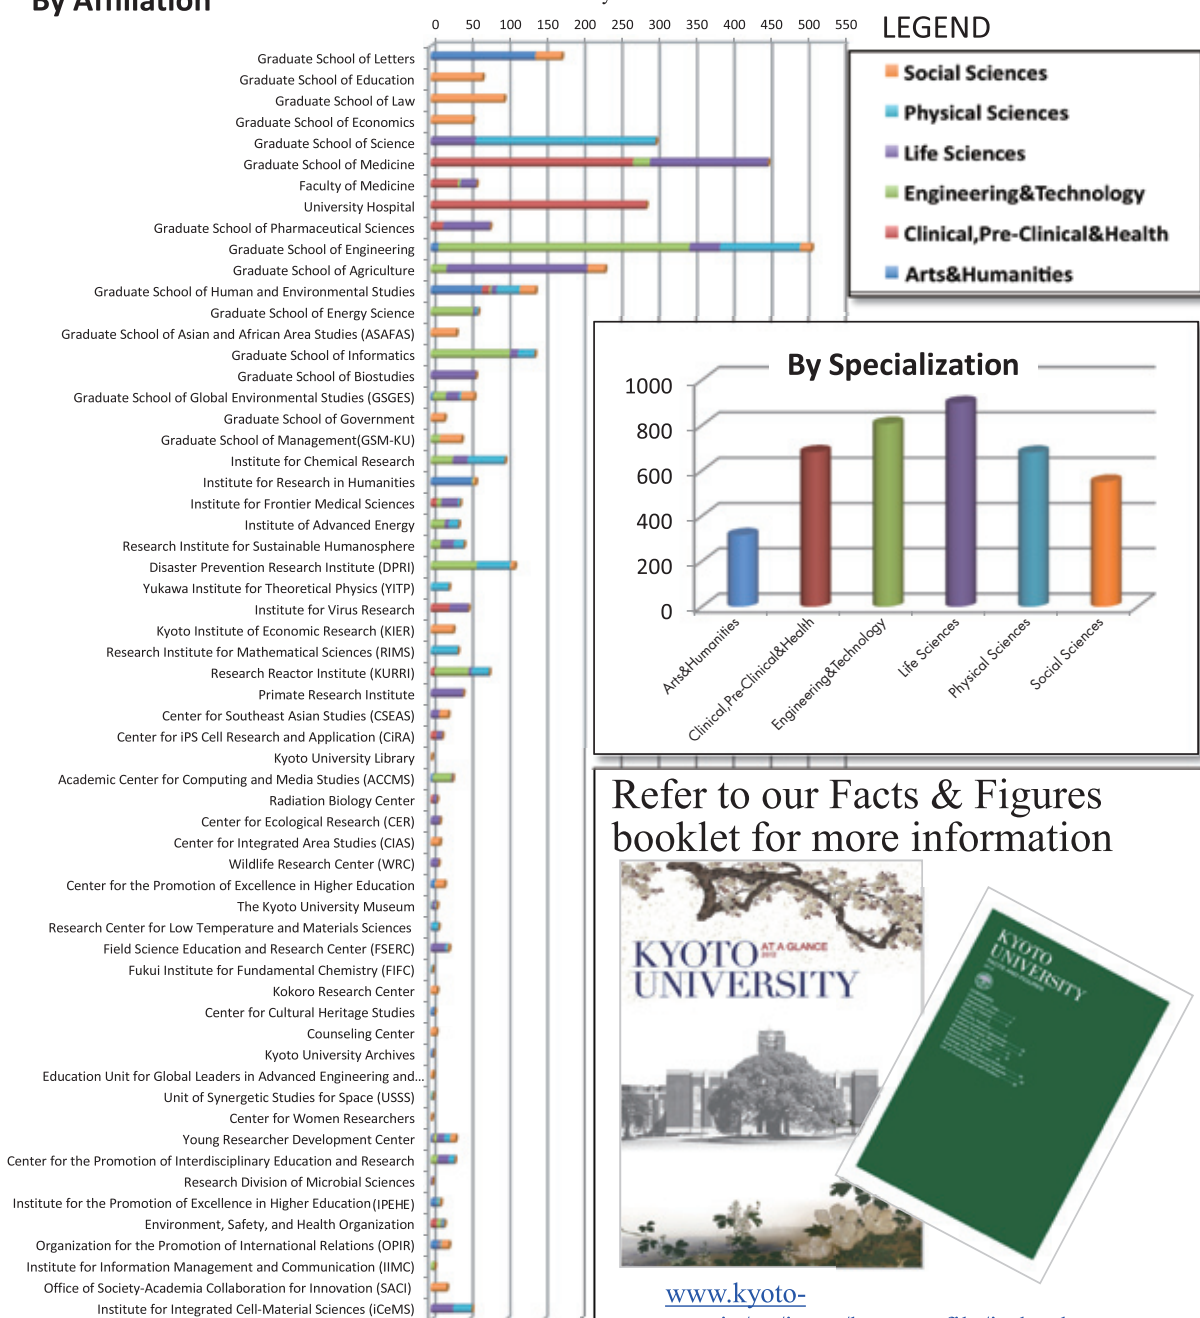 By Affiliation
0 50 100 150 200 250 300 350 400 450 500 550
Graduate School of Letters
Graduate School of Education
Graduate School of Law
Graduate School of Economics
Graduate School of Science
Graduate School of Medicine
Faculty of Medicine
University Hospital
Graduate School of Pharmaceutical Sciences
Graduate School of Engineering
Graduate School of Agriculture
Graduate School of Human and Environmental Studies
Graduate School of Energy Science
Graduate School of Asian and African Area Studies (ASAFAS)
Graduate School of Informatics
Graduate School of Biostudies
Graduate School of Global Environmental Studies (GSGES)
Graduate School of Government
Graduate School of Management(GSM-KU)
Institute for Chemical Research
Institute for Research in Humanities
Institute for Frontier Medical Sciences
Institute of Advanced Energy
Research Institute for Sustainable Humanosphere
Disaster Prevention Research Institute (DPRI)
Yukawa Institute for Theoretical Physics (YITP)
Institute for Virus Research
Kyoto Institute of Economic Research (KIER)
Research Institute for Mathematical Sciences (RIMS)
Research Reactor Institute (KURRI)
Primate Research Institute
Center for Southeast Asian Studies (CSEAS)
Center for iPS Cell Research and Application (CiRA)
Kyoto University Library
Academic Center for Computing and Media Studies (ACCMS)
Radiation Biology Center
Center for Ecological Research (CER)
Center for Integrated Area Studies (CIAS)
Wildlife Research Center (WRC)
Center for the Promotion of Excellence in Higher Education
The Kyoto University Museum
Research Center for Low Temperature and Materials Sciences
Field Science Education and Research Center (FSERC)
Fukui Institute for Fundamental Chemistry (FIFC)
Kokoro Research Center
Center for Cultural Heritage Studies
Counseling Center
Kyoto University Archives
Education Unit for Global Leaders in Advanced Engineering and...
Unit of Synergetic Studies for Space (USSS)
Center for Women Researchers
Young Researcher Development Center
Center for the Promotion of Interdisciplinary Education and Research
Research Division of Microbial Sciences
Institute for the Promotion of Excellence in Higher Education (IPEHE)
Environment, Safety, and Health Organization
Organization for the Promotion of International Relations (OPIR)
Institute for Information Management and Communication (IIMC)
Office of Society-Academia Collaboration for Innovation (SACI)
Institute for Integrated Cell-Material Sciences (iCeMS)
LEGEND
Social Sciences
Physical Sciences
Life Sciences
Engineering&Technology
Clinical,Pre-Clinical&Health
Arts&Humanities
By Specialization
1000
800
600
400
200
0
Arts&Humanities
Clinical,Pre-Clinical&Health
Engineering&Technology
Life Sciences
Physical Sciences
Social Sciences
Refer to our Facts & Figures
booklet for more information
KYOTO AT A GLANCE
UNIVERSITY
KYOTO
UNIVERSITY
www.kyoto-